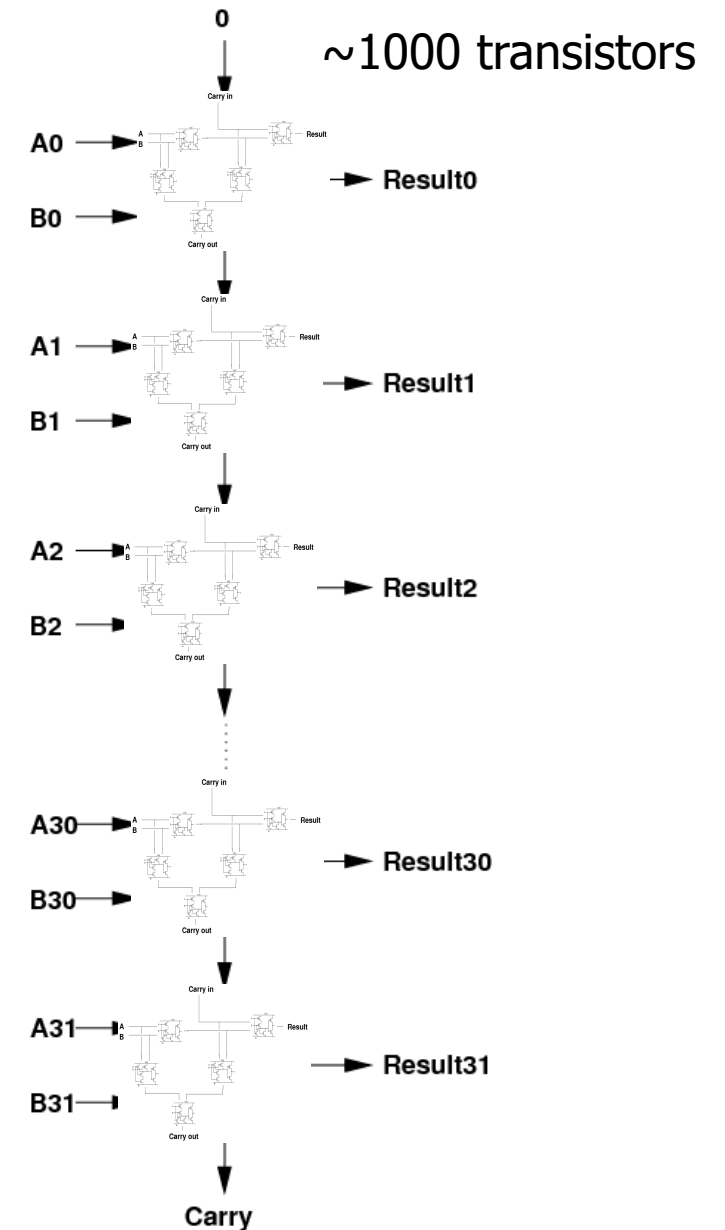 0
~1000 transistors
Carry in
A0
A
B
Result
Result0
B0
Carry out
Carry in
A1
A
B
Result
Result1
B1
Carry out
Carry in
A2
A
B
Result
Result2
B2
Carry out
Carry in
A30
A
B
Result
Result30
B30
Carry out
Carry in
A31
A
B
Result
Result31
B31
Carry out
Carry